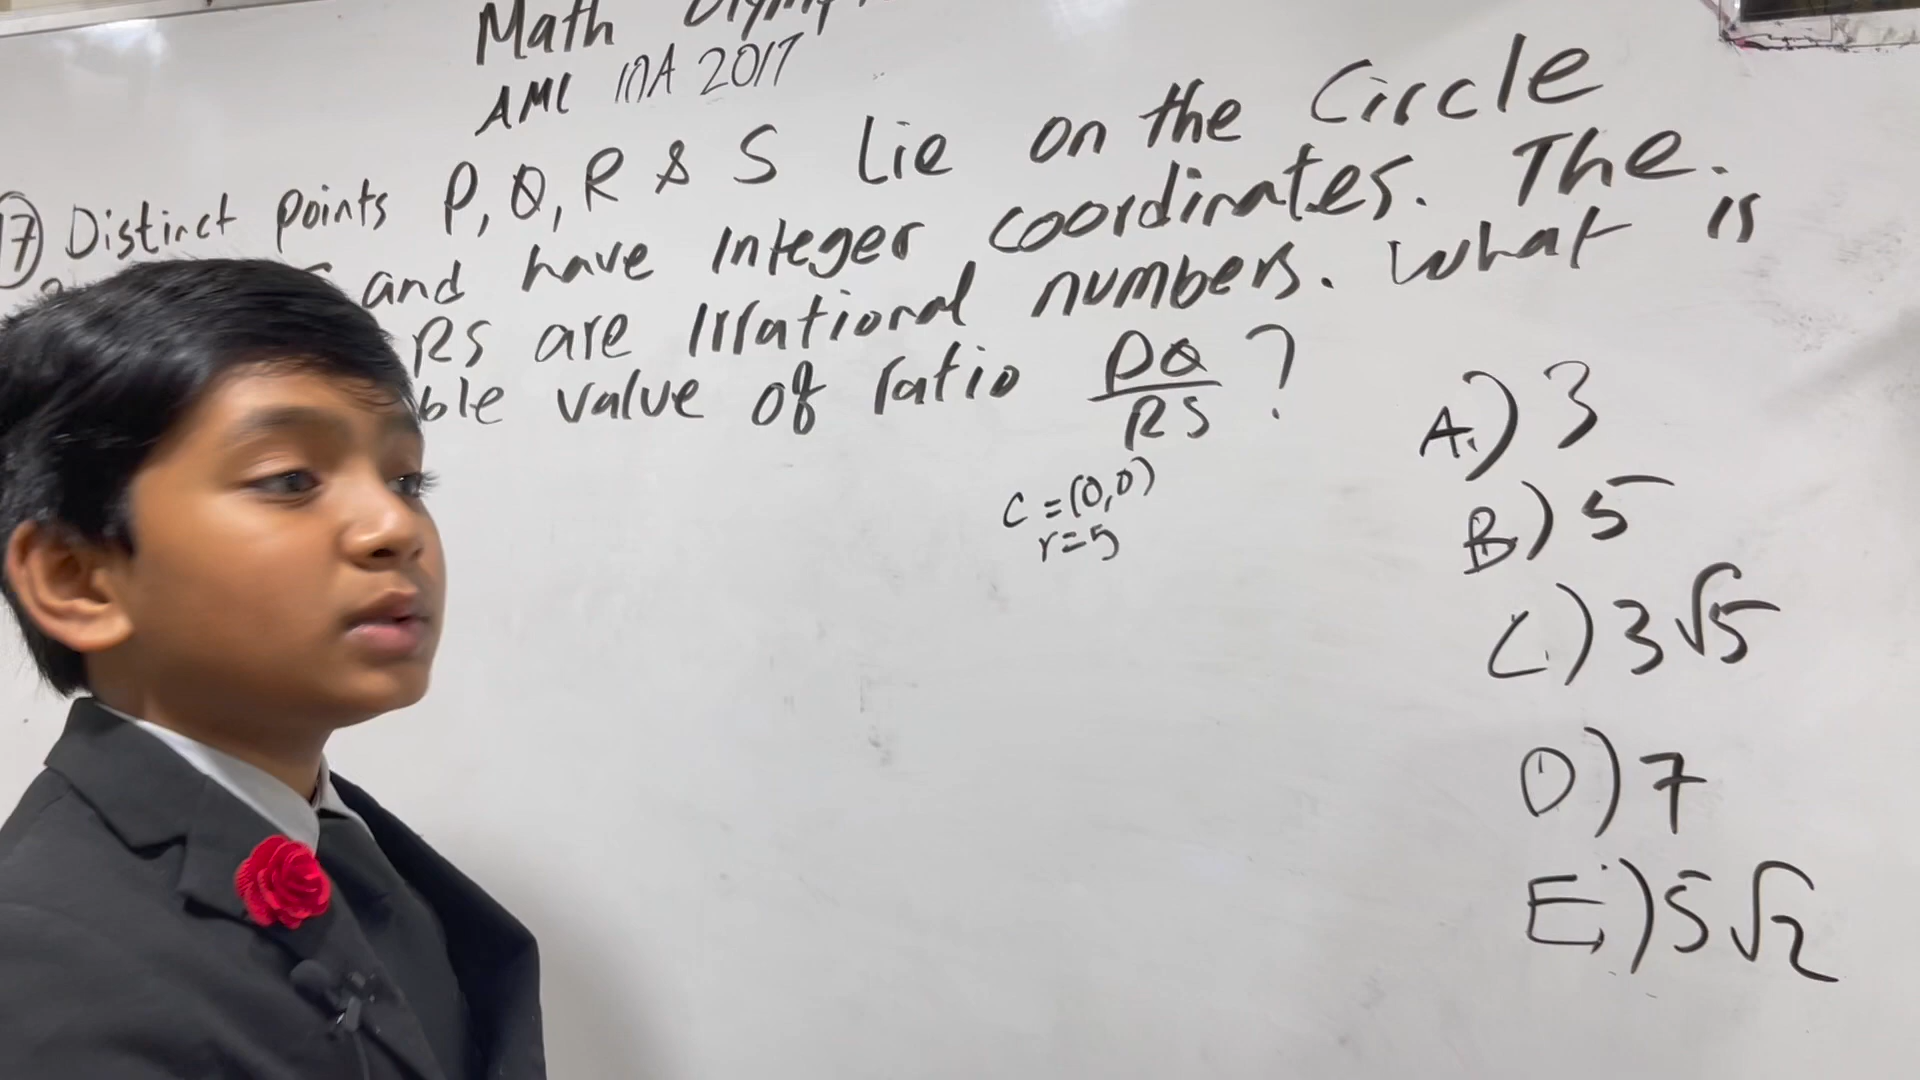 Math
AMC 10A 2017
17 Distinct points P, Q, R & S Lie on the Circle
and have Integer coordinates. The
RS are Irrational numbers. What is
ble value of ratio PQ/RS?
C=(0,0)
r=5
A.) 3
B.) 5
C.) 3√5
D) 7
E.) 5√2